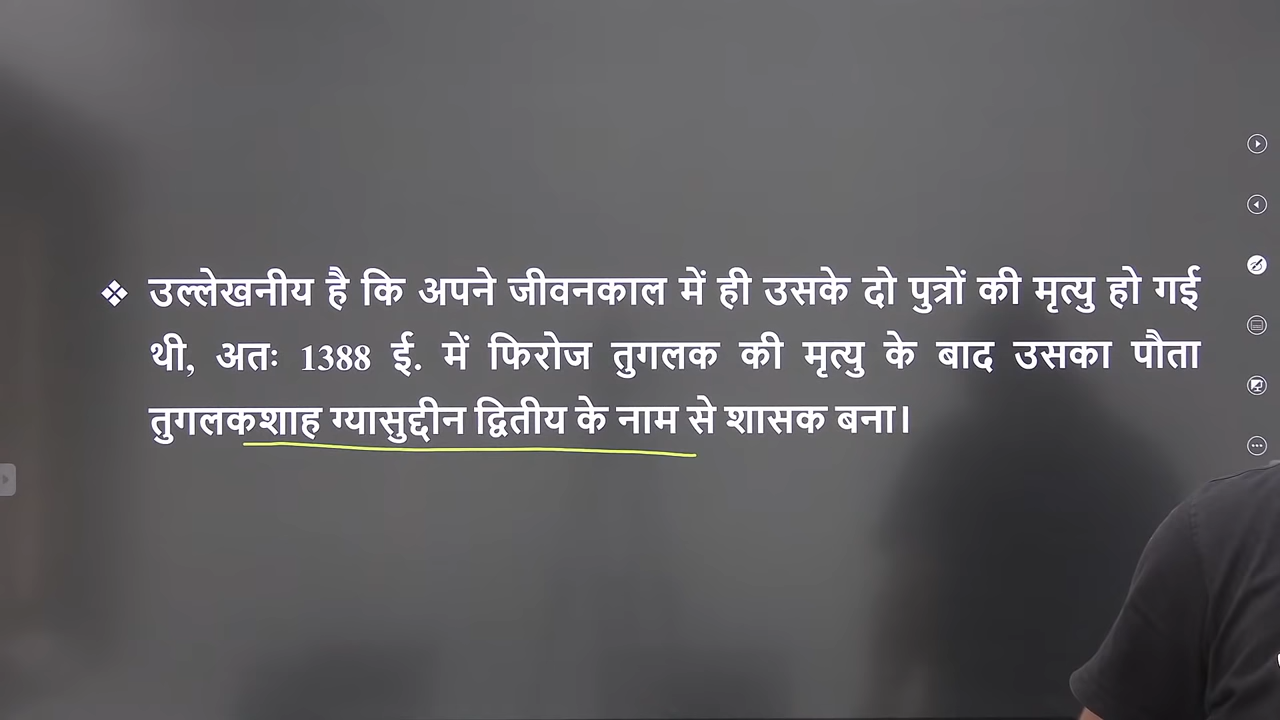 ❖ उल्लेखनीय है कि अपने जीवनकाल में ही उसके दो पुत्रों की मृत्यु हो गई
थी, अतः 1388 ई. में फिरोज तुगलक की मृत्यु के बाद उसका पौता
तुगलकशाह ग्यासुद्दीन द्वितीय के नाम से शासक बना।